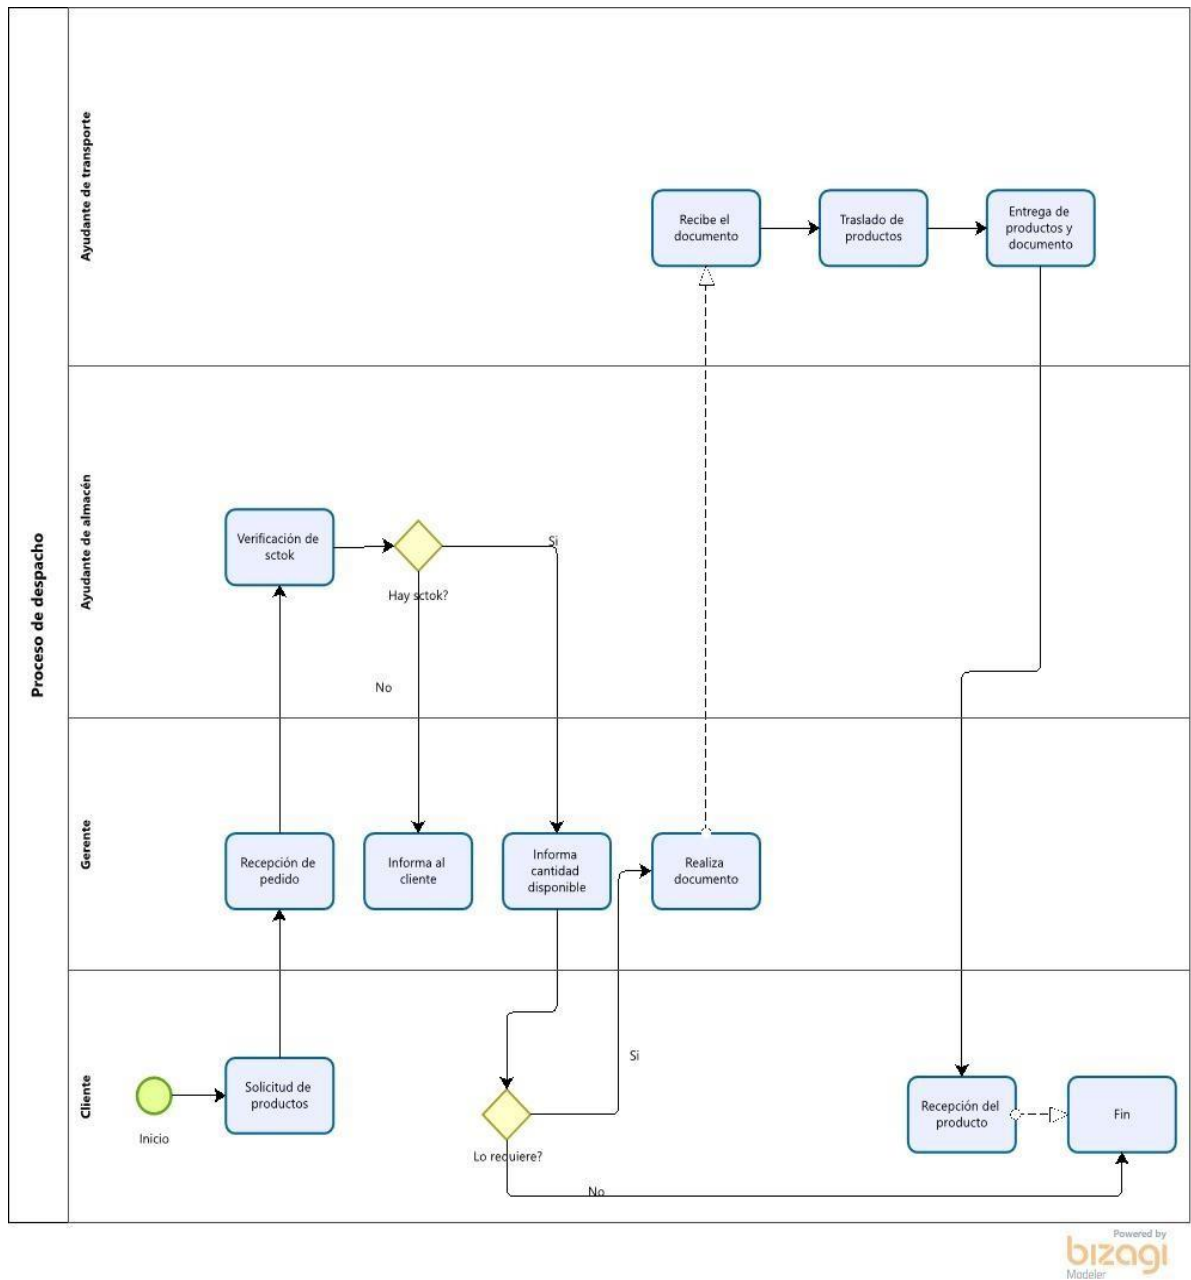 Proceso de despacho
Ayudante de transporte
Recibe el
documento
Traslado de
productos
Entrega de
productos y
documento
Ayudante de almacén
Verificación de
sctok
Hay sctok?
Si
No
Gerente
Recepción de
pedido
Informa al
cliente
Informa
cantidad
disponible
Realiza
documento
Cliente
Inicio
Solicitud de
productos
Lo requiere?
Si
No
Recepción del
producto
Fin
Powered by
bizagi
Modeler